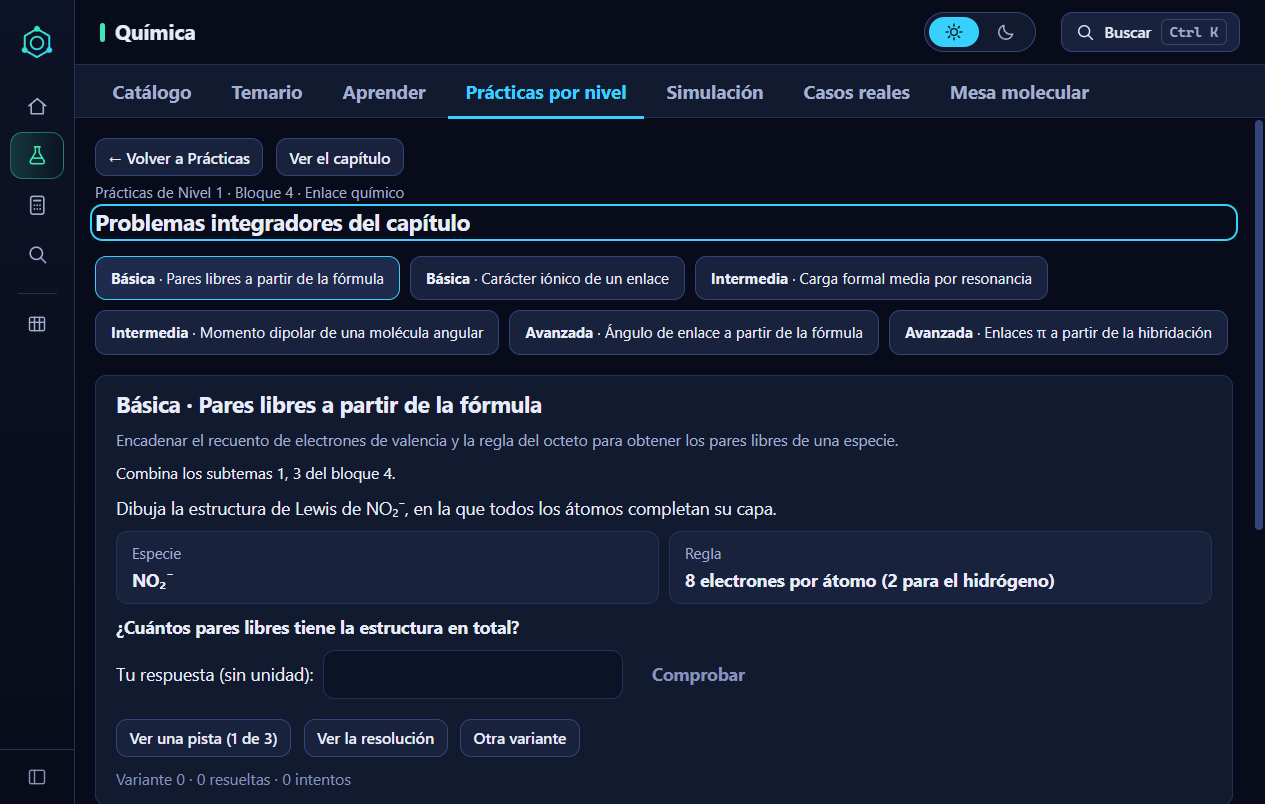 Química
Buscar Ctrl K
Catálogo Temario Aprender Prácticas por nivel Simulación Casos reales Mesa molecular
← Volver a Prácticas Ver el capítulo
Prácticas de Nivel 1 · Bloque 4 · Enlace químico
Problemas integradores del capítulo
Básica · Pares libres a partir de la fórmula Básica · Carácter iónico de un enlace Intermedia · Carga formal media por resonancia
Intermedia · Momento dipolar de una molécula angular Avanzada · Ángulo de enlace a partir de la fórmula Avanzada · Enlaces π a partir de la hibridación
Básica · Pares libres a partir de la fórmula
Encadenar el recuento de electrones de valencia y la regla del octeto para obtener los pares libres de una especie.
Combina los subtemas 1, 3 del bloque 4.
Dibuja la estructura de Lewis de NO₂⁻, en la que todos los átomos completan su capa.
Especie Regla
NO₂⁻ 8 electrones por átomo (2 para el hidrógeno)
¿Cuántos pares libres tiene la estructura en total?
Tu respuesta (sin unidad): Comprobar
Ver una pista (1 de 3) Ver la resolución Otra variante
Variante 0 · 0 resueltas · 0 intentos